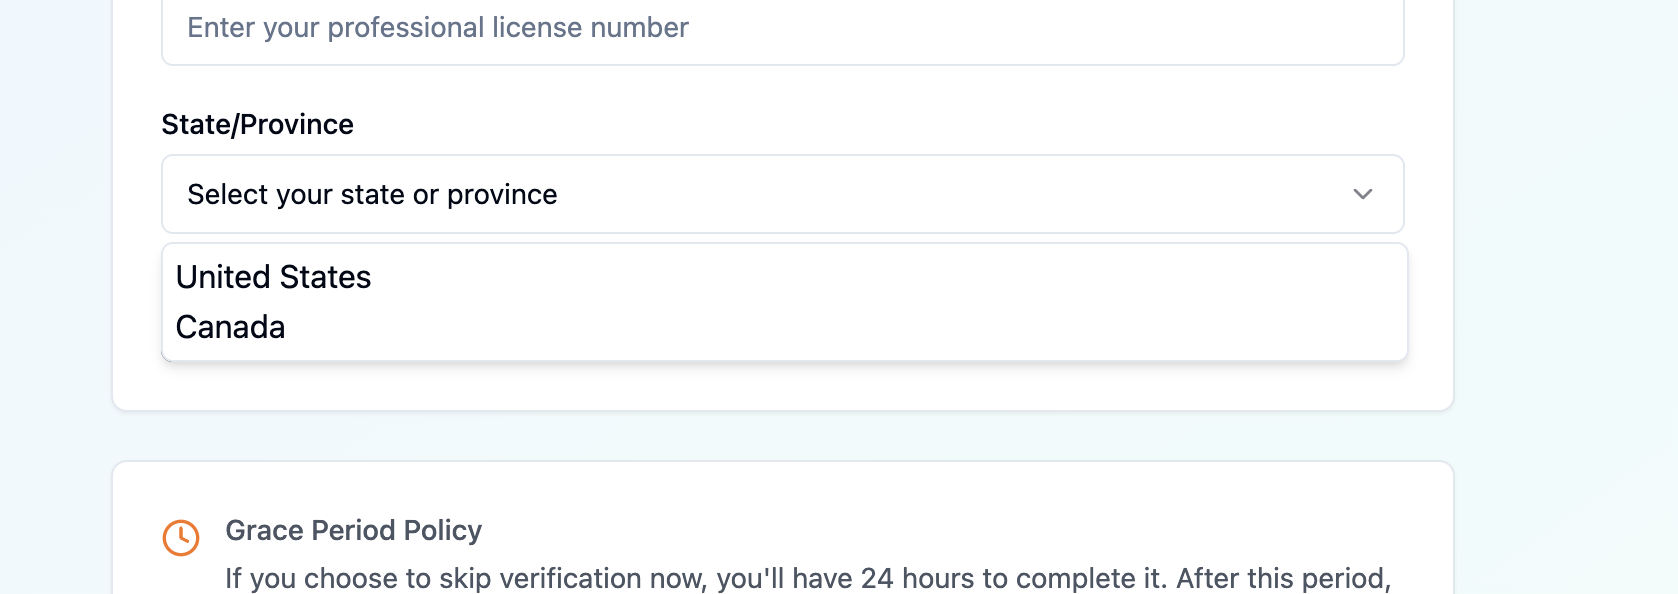 Enter your professional license number
State/Province
Select your state or province
United States
Canada
Grace Period Policy
If you choose to skip verification now, you'll have 24 hours to complete it. After this period,